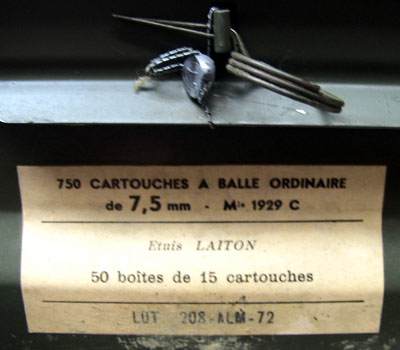 750 CARTOUCHES A BALLE ORDINAIRE
de 7,5 mm - Mle 1929 C
Etuis LAITON
50 boîtes de 15 cartouches
LOT 208-ALM-72